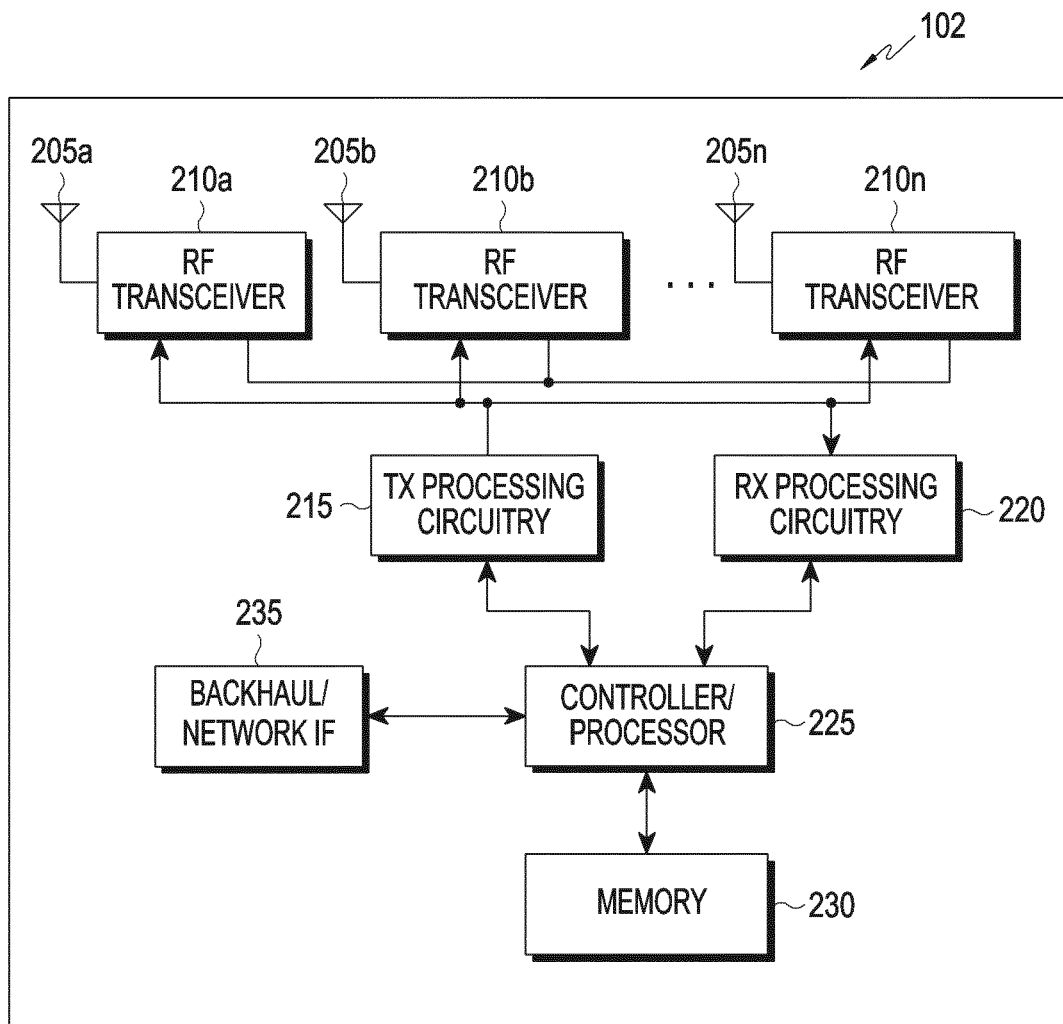 102
205a
210a
205b
210b
205n
210n
RF
TRANSCEIVER
RF
TRANSCEIVER
...
RF
TRANSCEIVER
215
TX PROCESSING
CIRCUITRY
RX PROCESSING
CIRCUITRY
220
235
BACKHAUL/
NETWORK IF
CONTROLLER/
PROCESSOR
225
MEMORY
230